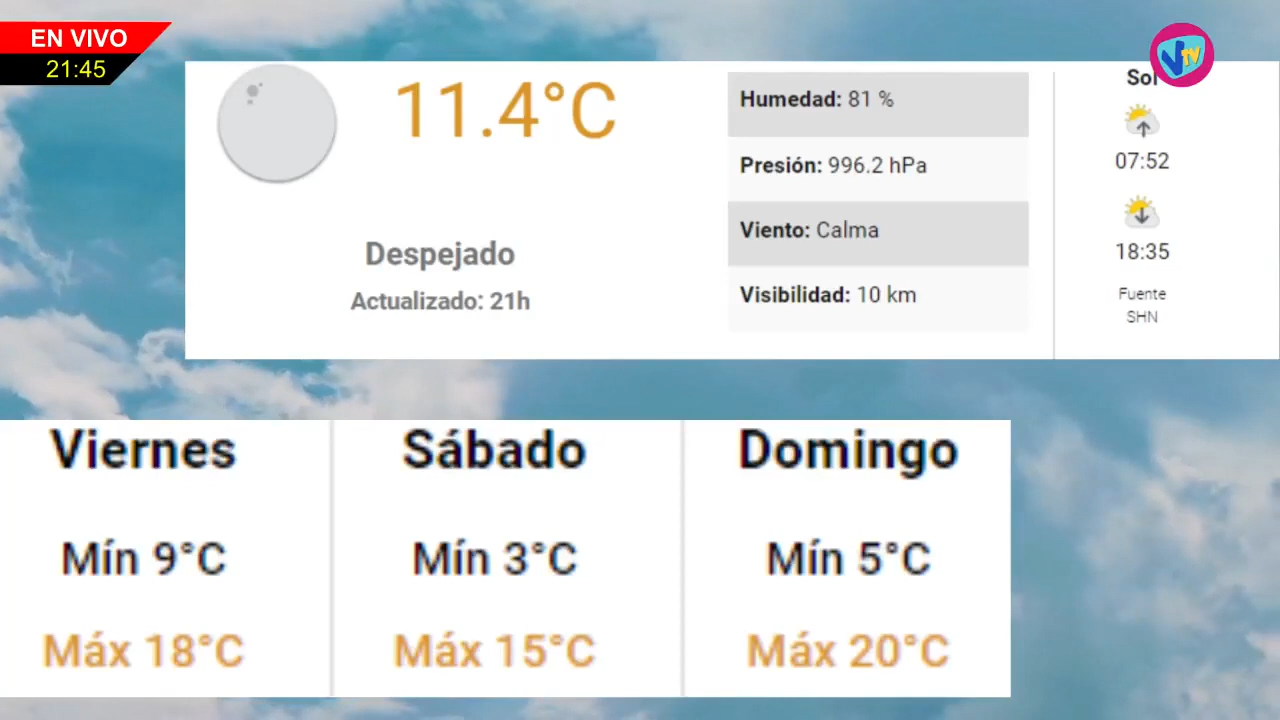 EN VIVO
21:45
VTV
11.4°C
Despejado
Actualizado: 21h
Humedad: 81 %
Presión: 996.2 hPa
Viento: Calma
Visibilidad: 10 km
Sol
07:52
18:35
Fuente
SHN
Viernes
Mín 9°C
Máx 18°C
Sábado
Mín 3°C
Máx 15°C
Domingo
Mín 5°C
Máx 20°C